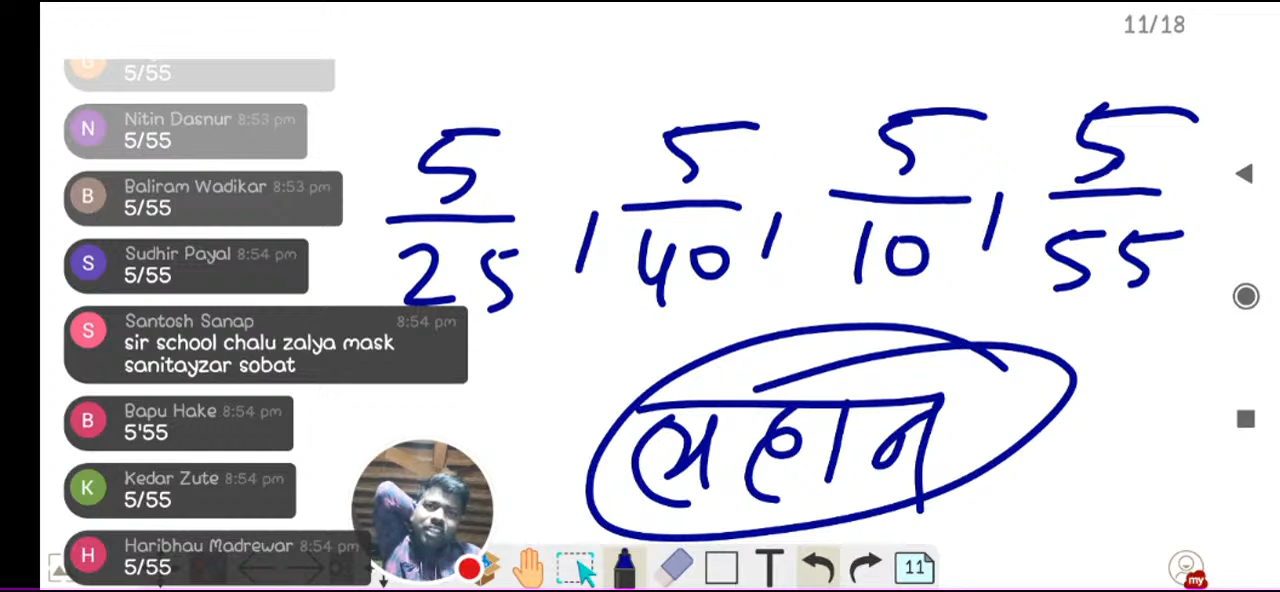 11/18
5/55
Nitin Dasnur 8:53 pm
5/55
Baliram Wadikar 8:53 pm
5/55
Sudhir Payal 8:54 pm
5/55
Santosh Sanap 8:54 pm
sir school chalu zalya mask
sanitayzar sobat
Bapu Hake 8:54 pm
5'55
Kedar Zute 8:54 pm
5/55
Haribhau Madrewar 8:54 pm
5/55
5/25 , 5/40 , 5/10 , 5/55
लहान
T
11
my